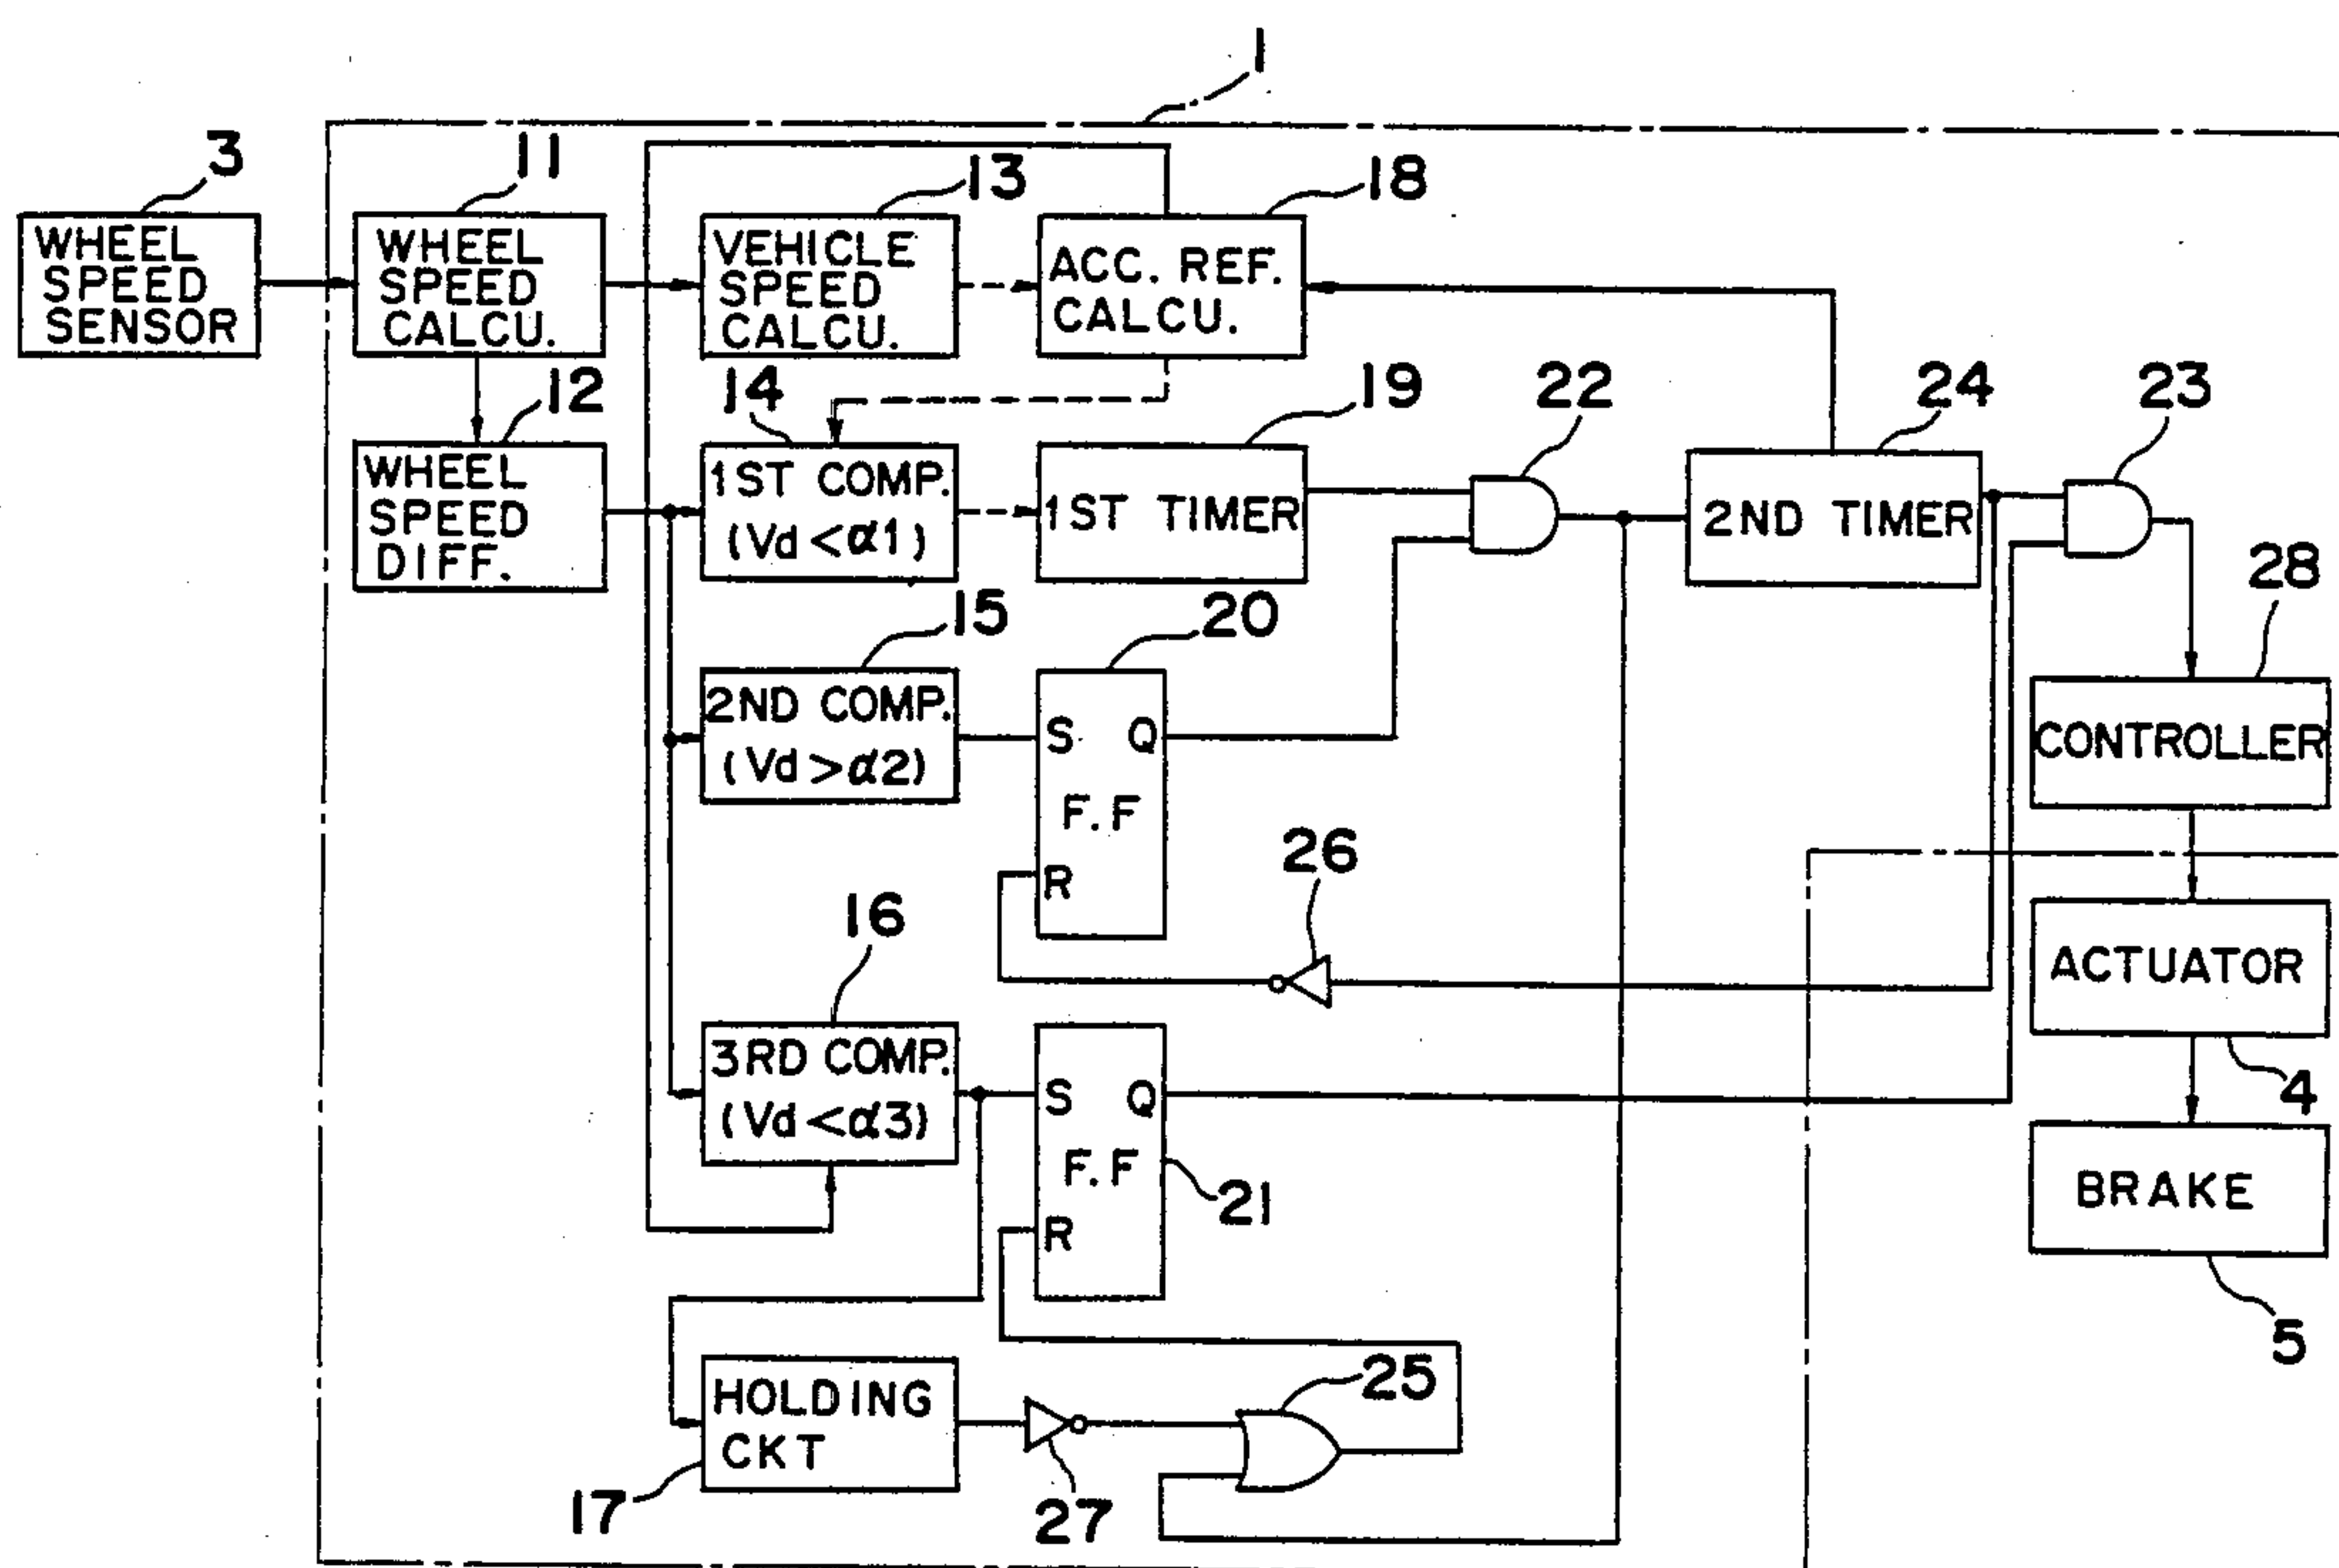 1
3
11
13
18
WHEEL
SPEED
SENSOR
WHEEL
SPEED
CALCU.
VEHICLE
SPEED
CALCU.
ACC. REF.
CALCU.
12
14
19
22
24
23
WHEEL
SPEED
DIFF.
1ST COMP.
(Vd<α1)
1ST TIMER
2ND TIMER
28
15
20
2ND COMP.
(Vd>α2)
S Q
F.F
R
CONTROLLER
26
16
ACTUATOR
4
3RD COMP.
(Vd<α3)
S Q
F.F
R
21
BRAKE
5
HOLDING
CKT
17
27
25